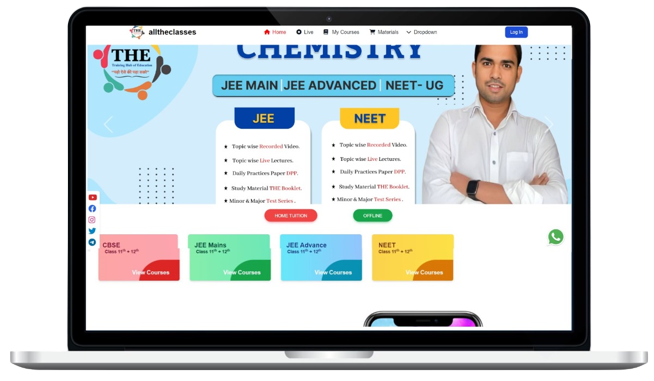 alltheclasses
Home
Live
My Courses
Materials
Dropdown
Log In
CHEMISTRY
THE
Training Hub of Education
JEE MAIN | JEE ADVANCED | NEET- UG
JEE
★ Topic wise Recorded Video.
★ Topic wise Live Lectures.
★ Daily Practices Paper DPP.
★ Study Material THE Booklet.
★ Minor & Major Test Series .
NEET
★ Topic wise Recorded Video.
★ Topic wise Live Lectures.
★ Daily Practices Paper DPP.
★ Study Material THE Booklet.
★ Minor & Major Test Series .
HOME TUITION
OFFLINE
CBSE
Class 11th + 12th
View Courses
JEE Mains
Class 11th + 12th
View Courses
JEE Advance
Class 11th + 12th
View Courses
NEET
Class 11th + 12th
View Courses